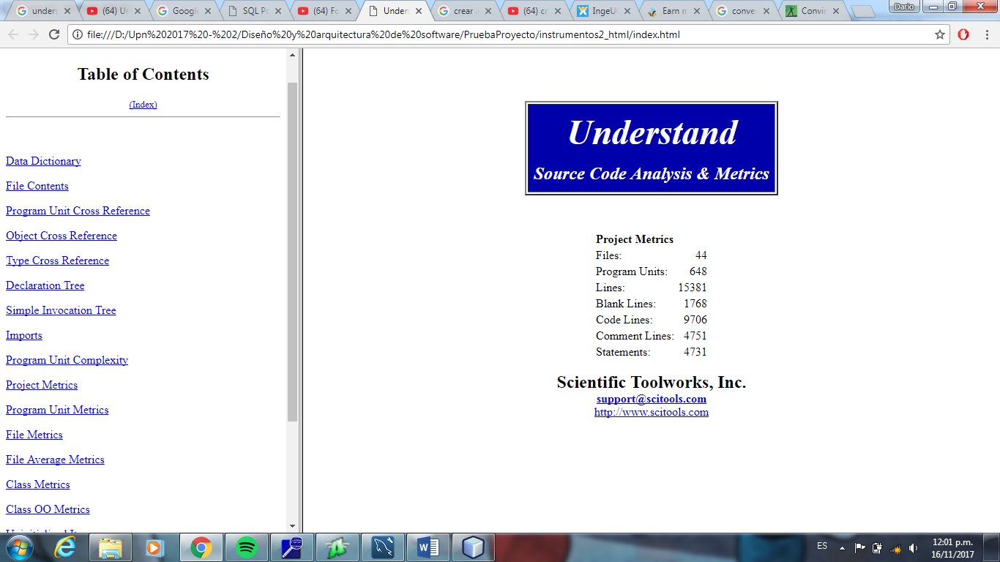 unders
(64) Ur
Google
SQL Po
(64) Fo
Unders
crear
(64) cr
IngeU
Earn m
conve
Convi
Dario
file:///D:/Upn%202017%20-%202/Diseño%20y%20arquitectura%20de%20software/PruebaProyecto/instrumentos2_html/index.html
Table of Contents
(Index)
Data Dictionary
File Contents
Program Unit Cross Reference
Object Cross Reference
Type Cross Reference
Declaration Tree
Simple Invocation Tree
Imports
Program Unit Complexity
Project Metrics
Program Unit Metrics
File Metrics
File Average Metrics
Class Metrics
Class OO Metrics
Understand
Source Code Analysis & Metrics
Project Metrics
Files: 44
Program Units: 648
Lines: 15381
Blank Lines: 1768
Code Lines: 9706
Comment Lines: 4751
Statements: 4731
Scientific Toolworks, Inc.
support@scitools.com
http://www.scitools.com
ES
12:01 p.m.
16/11/2017